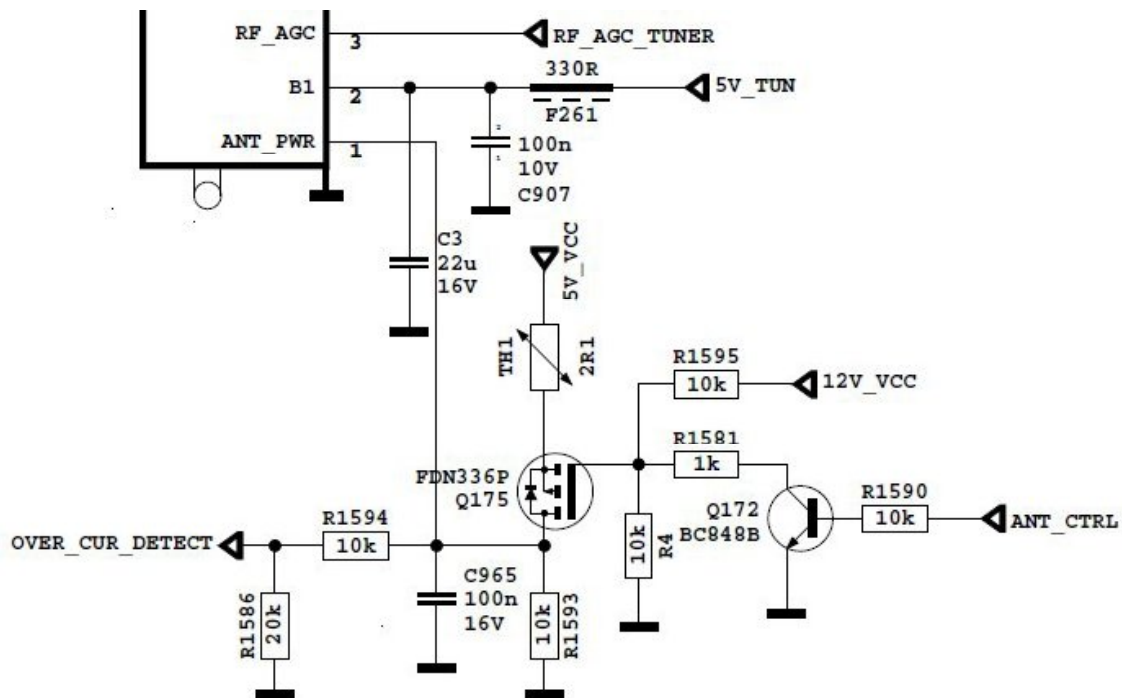 RF_AGC
3
RF_AGC_TUNER
330R
B1
2
5V_TUN
F261
ANT_PWR
1
2
1
100n
10V
C907
C3
22u
16V
5V_VCC
TH1
2R1
R1595
10k
12V_VCC
R1581
1k
FDN336P
Q175
Q172
BC848B
R1590
10k
ANT_CTRL
R1594
10k
OVER_CUR_DETECT
10k
R4
C965
100n
16V
R1586
20k
10k
R1593